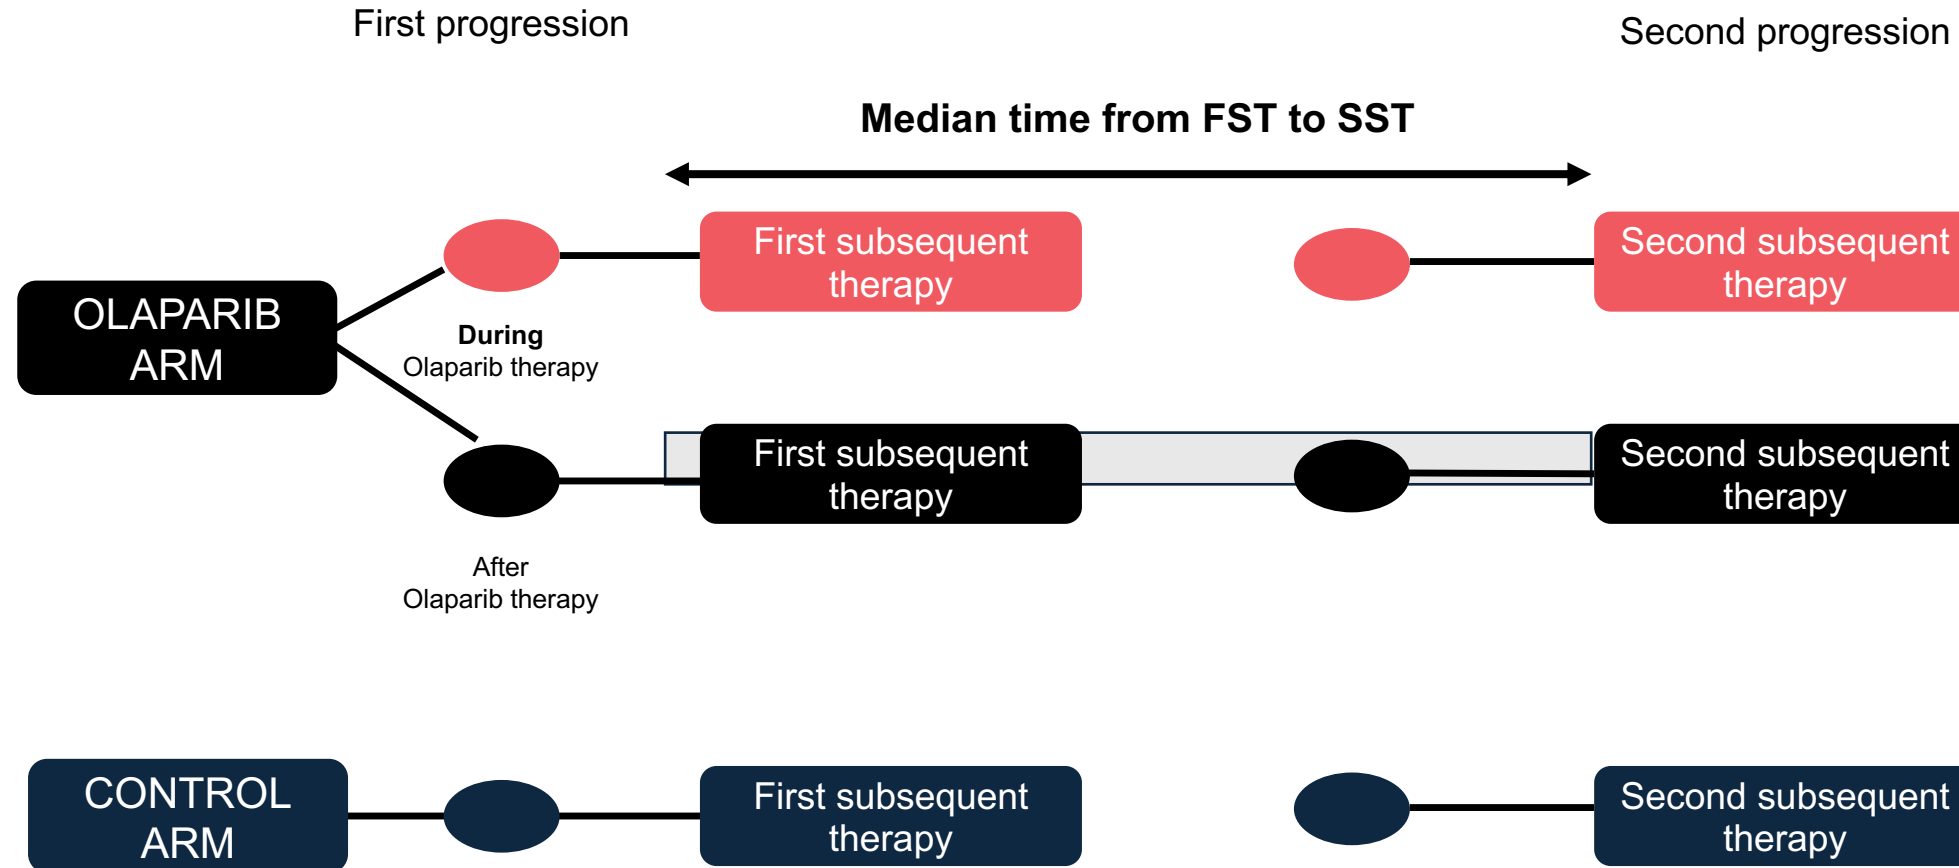 First progression
Second progression
Median time from FST to SST
First subsequent
therapy
Second subsequent
therapy
OLAPARIB
ARM
During
Olaparib therapy
First subsequent
therapy
Second subsequent
therapy
After
Olaparib therapy
CONTROL
ARM
First subsequent
therapy
Second subsequent
therapy